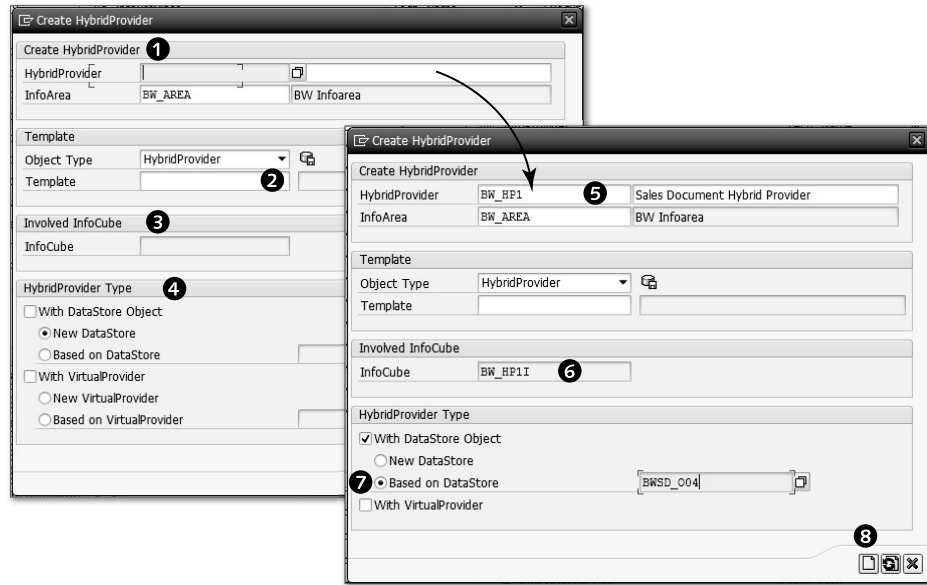 Create HybridProvider
Create HybridProvider 1
HybridProvider
InfoArea BW_AREA BW Infoarea
Template
Object Type HybridProvider
Template 2
Involved InfoCube 3
InfoCube
HybridProvider Type 4
With DataStore Object
New DataStore
Based on DataStore
With VirtualProvider
New VirtualProvider
Based on VirtualProvider
Create HybridProvider
Create HybridProvider
HybridProvider BW_HP1 5 Sales Document Hybrid Provider
InfoArea BW_AREA BW Infoarea
Template
Object Type HybridProvider
Template
Involved InfoCube
InfoCube BW_HP1I 6
HybridProvider Type
With DataStore Object
New DataStore
7 Based on DataStore BWSD_O04
With VirtualProvider
8